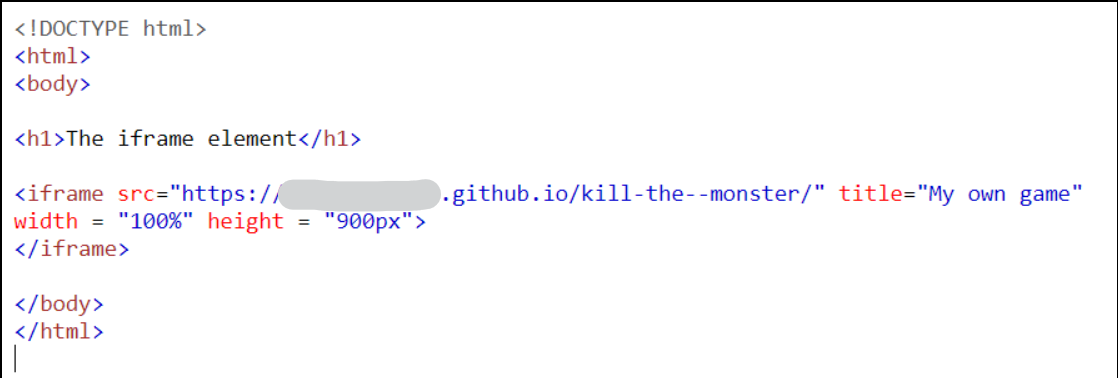 <!DOCTYPE html>
<html>
<body>
<h1>The iframe element</h1>
<iframe src="https:// .github.io/kill-the--monster/" title="My own game"
width = "100%" height = "900px">
</iframe>
</body>
</html>